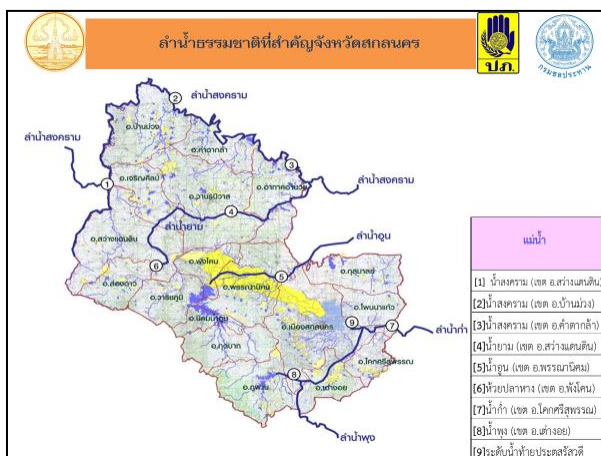 ลำน้ำธรรมชาติที่สำคัญจังหวัดสกลนคร
ปภ.
กรมชลประทาน
ลำน้ำสงคราม
2
อ.บ้านม่วง
อ.คำตากล้า
ลำน้ำสงคราม
3
อ.อากาศอำนวย
ลำน้ำสงคราม
1
อ.เจริญศิลป์
อ.วานรนิวาส
4
ลำน้ำยาม
อ.สว่างแดนดิน
6
ลำน้ำอูน
อ.พังโคน
5
อ.กุสุมาลย์
อ.ส่องดาว
อ.วาริชภูมิ
อ.พรรณานิคม
อ.นิคมน้ำอูน
อ.เมืองสกลนคร
อ.โพนนาแก้ว
9
7
ลำน้ำก่ำ
อ.กุดบาก
อ.โคกศรีสุพรรณ
8
อ.ภูพาน
อ.เต่างอย
ลำน้ำพุง
แม่น้ำ
[1] น้ำสงคราม (เขต อ.สว่างแดนดิน)
[2]น้ำสงคราม (เขต อ.บ้านม่วง)
[3]น้ำสงคราม (เขต อ.คำตากล้า)
[4]น้ำยาม (เขต อ.สว่างแดนดิน)
[5]น้ำอูน (เขต อ.พรรณานิคม)
[6]ห้วยปลาหาง (เขต อ.พังโคน)
[7]น้ำก่ำ (เขต อ.โคกศรีสุพรรณ)
[8]น้ำพุง (เขต อ.เต่างอย)
[9]ระดับน้ำท้ายประตูสุรัสวดี